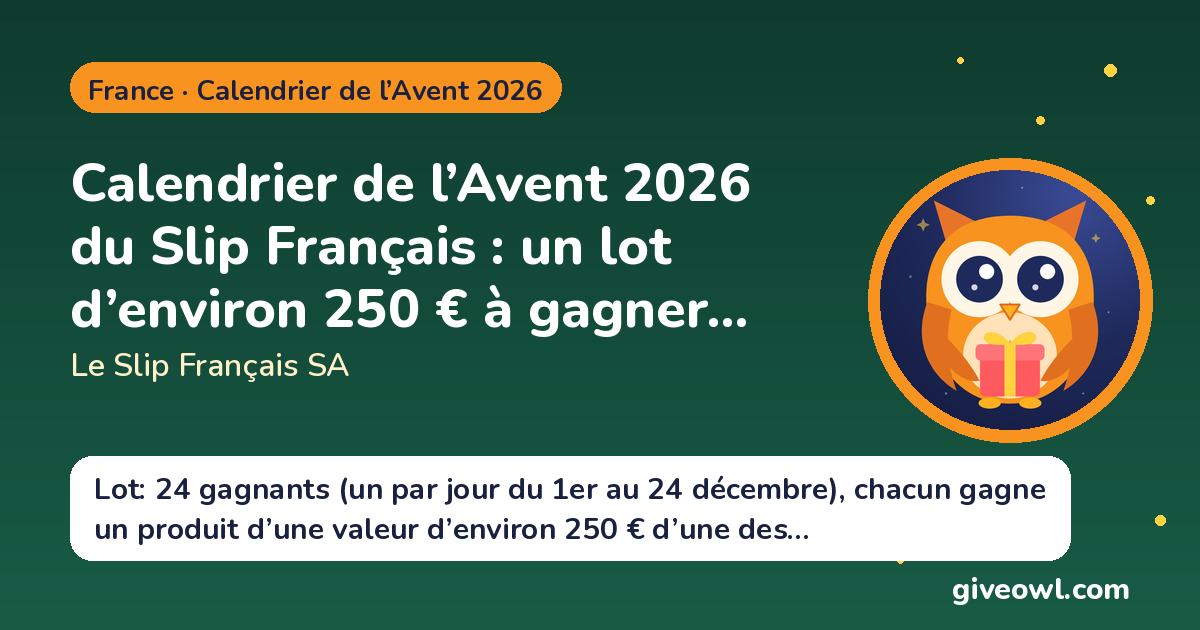 France · Calendrier de l’Avent 2026
Calendrier de l’Avent 2026
du Slip Français : un lot
d’environ 250 € à gagner…
Le Slip Français SA
Lot: 24 gagnants (un par jour du 1er au 24 décembre), chacun gagne
un produit d’une valeur d’environ 250 € d’une des…
giveowl.com